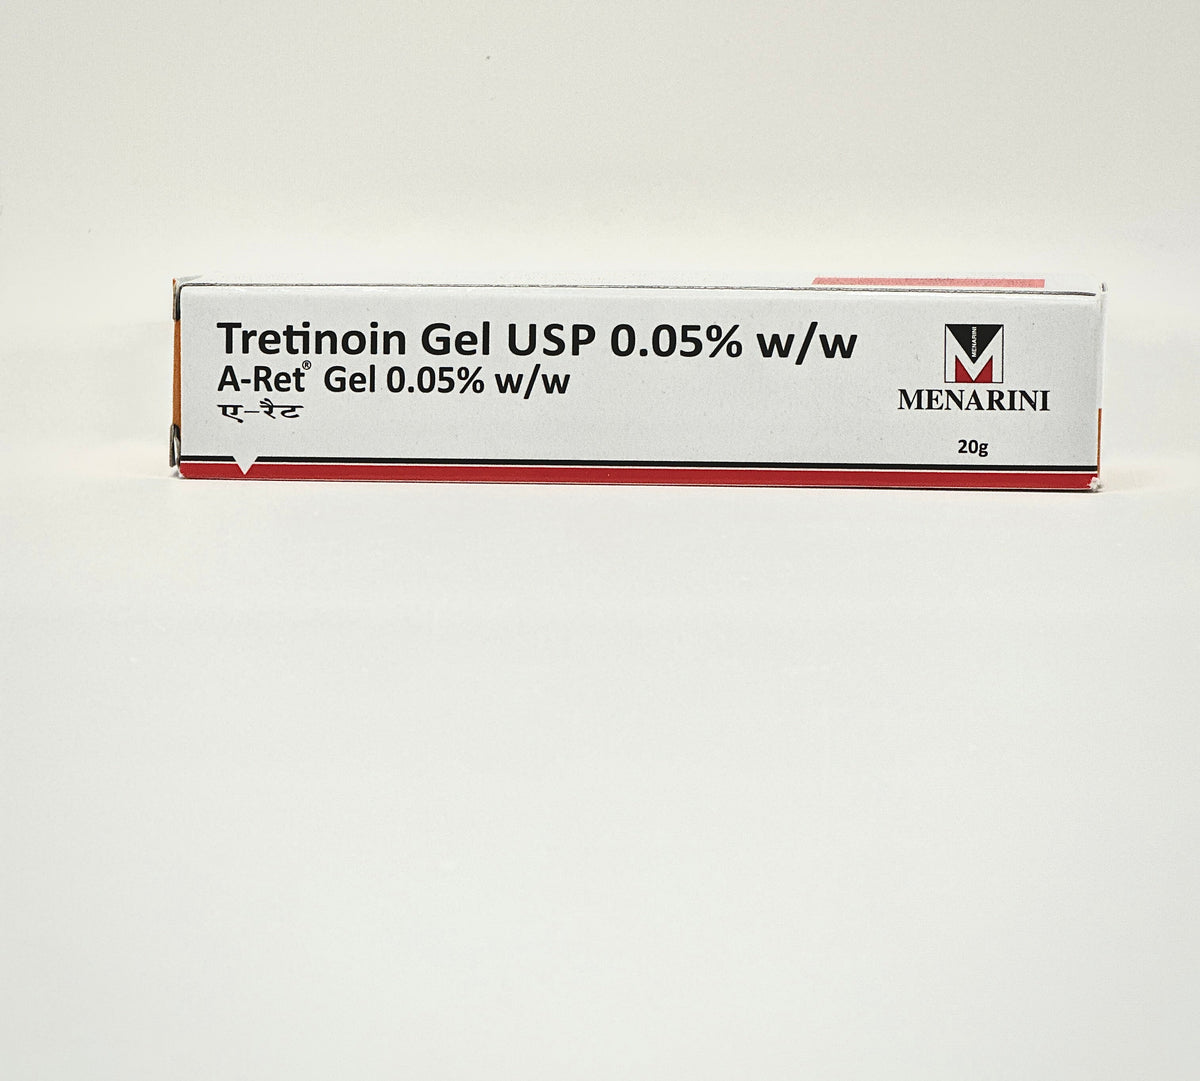 Tretinoin Gel USP 0.05% w/w
A-Ret® Gel 0.05% w/w
ए-रैट
MENARINI
MENARINI
20g